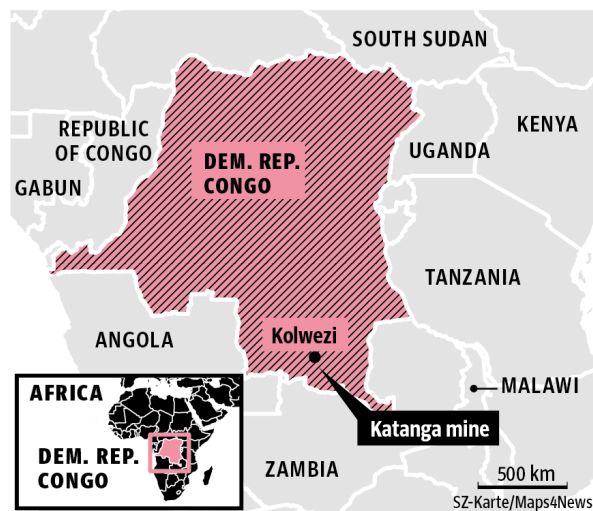 SOUTH SUDAN
REPUBLIC
OF CONGO
KENYA
DEM. REP.
CONGO
UGANDA
GABUN
TANZANIA
ANGOLA
Kolwezi
AFRICA
MALAWI
Katanga mine
DEM. REP.
CONGO
ZAMBIA
500 km
SZ-Karte/Maps4News